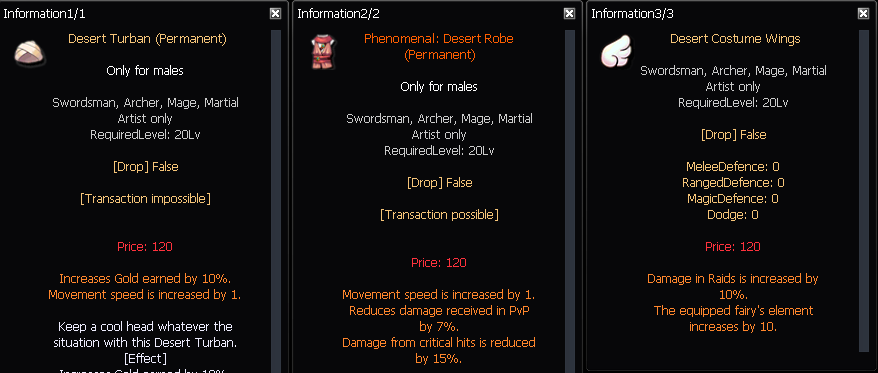 Information1/1
Desert Turban (Permanent)
Only for males
Swordsman, Archer, Mage, Martial
Artist only
RequiredLevel: 20Lv
[Drop] False
[Transaction impossible]
Price: 120
Increases Gold earned by 10%.
Movement speed is increased by 1.
Keep a cool head whatever the
situation with this Desert Turban.
[Effect]
Increases Gold earned by 10%.
Information2/2
Phenomenal: Desert Robe
(Permanent)
Only for males
Swordsman, Archer, Mage, Martial
Artist only
RequiredLevel: 20Lv
[Drop] False
[Transaction possible]
Price: 120
Movement speed is increased by 1.
Reduces damage received in PvP
by 7%.
Damage from critical hits is reduced
by 15%.
Information3/3
Desert Costume Wings
Swordsman, Archer, Mage, Martial
Artist only
RequiredLevel: 20Lv
[Drop] False
MeleeDefence: 0
RangedDefence: 0
MagicDefence: 0
Dodge: 0
Price: 120
Damage in Raids is increased by
10%.
The equipped fairy's element
increases by 10.